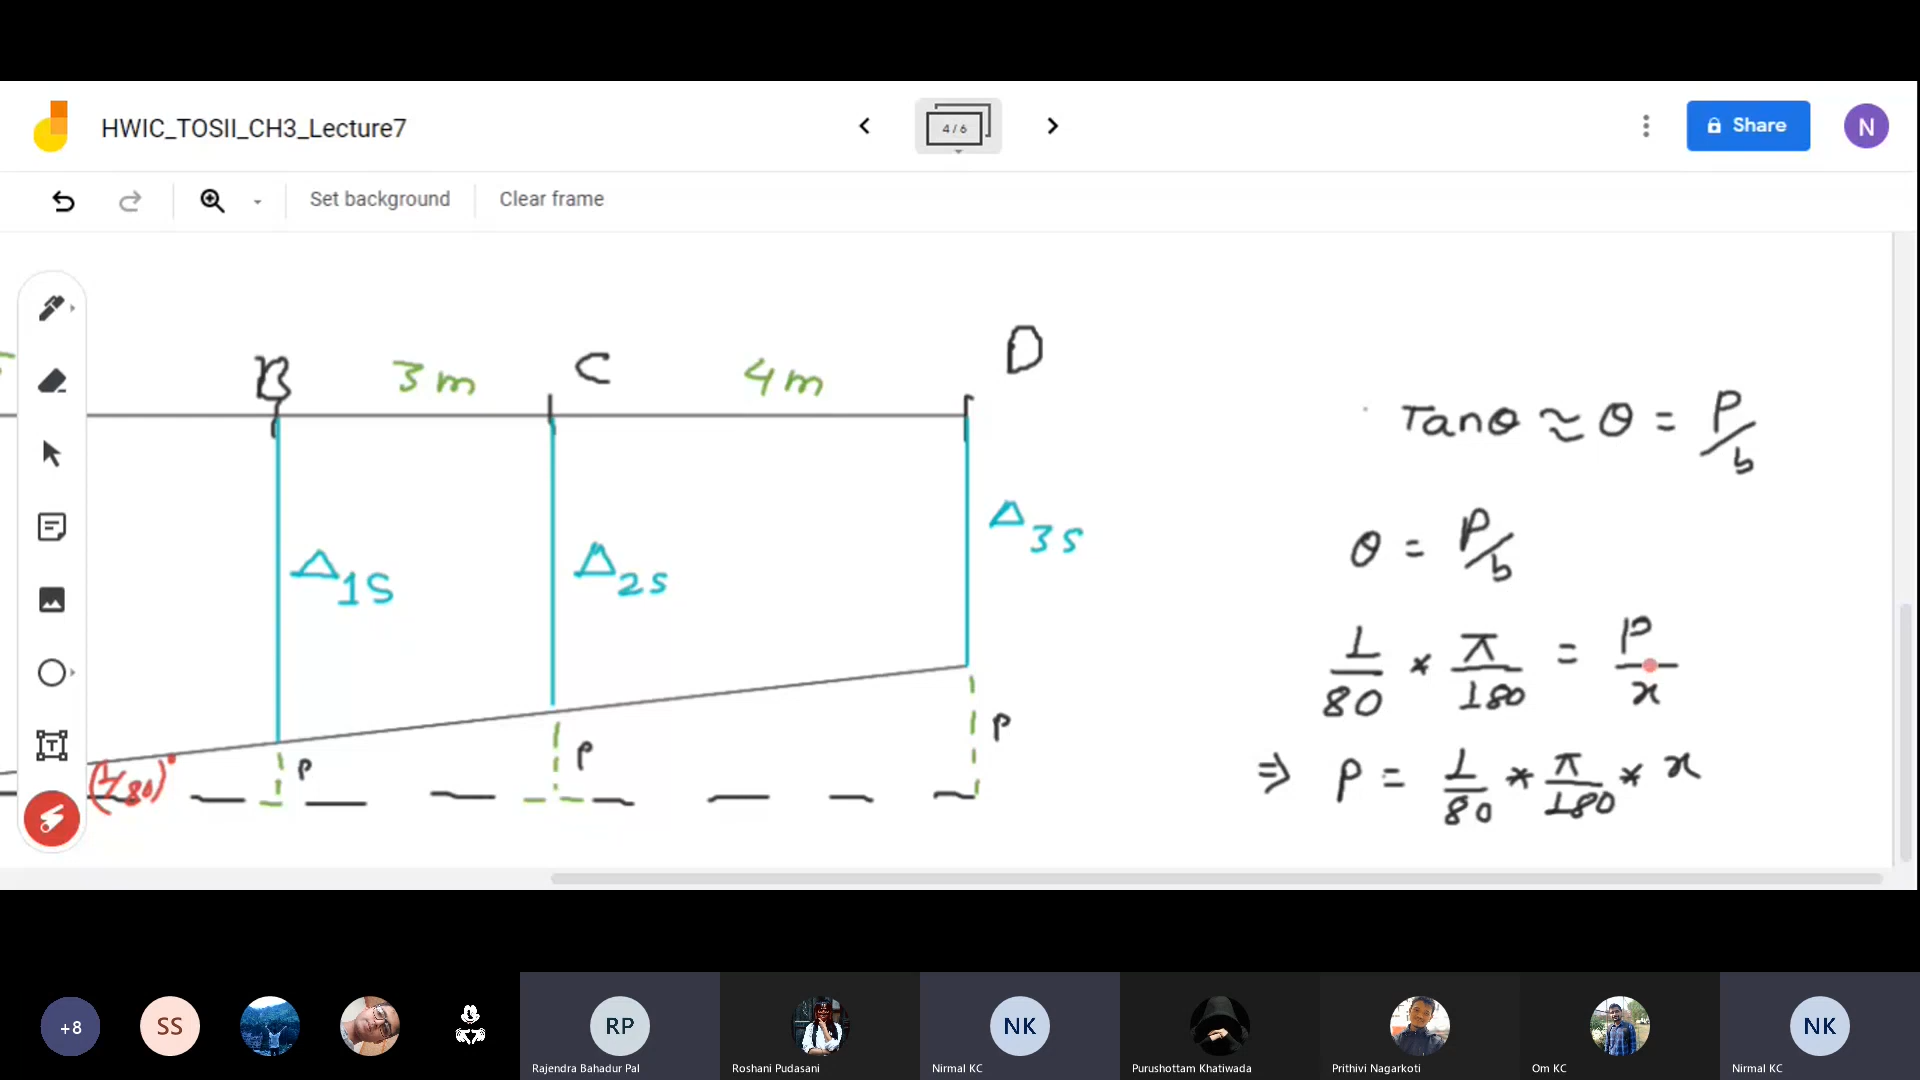 HWIC_TOSII_CH3_Lecture7
4 / 6
Share
N
Set background
Clear frame
B 3 m C 4 m D
Δ1S Δ2S Δ3S
P P P
(1/80)°
Tanθ ≈ θ = P/b
θ = P/b
1/80 * π/180 = P/x
⇒ P = 1/80 * π/180 * x
+8
SS
RP
NK
NK
Rajendra Bahadur Pal
Roshani Pudasani
Nirmal KC
Purushottam Khatiwada
Prithivi Nagarkoti
Om KC
Nirmal KC